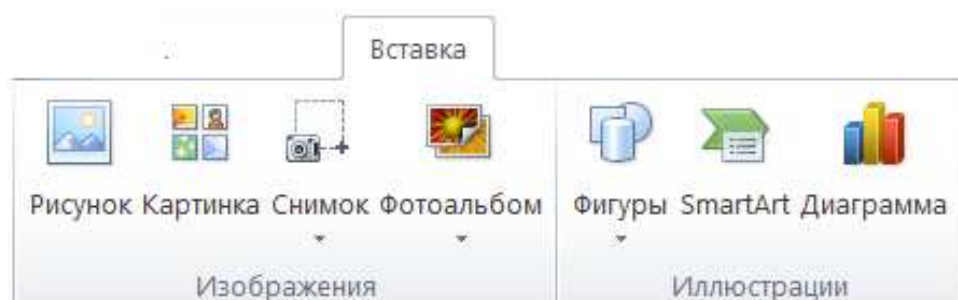 Вставка
Рисунок Картинка Снимок Фотоальбом Фигуры SmartArt Диаграмма
Изображения Иллюстрации